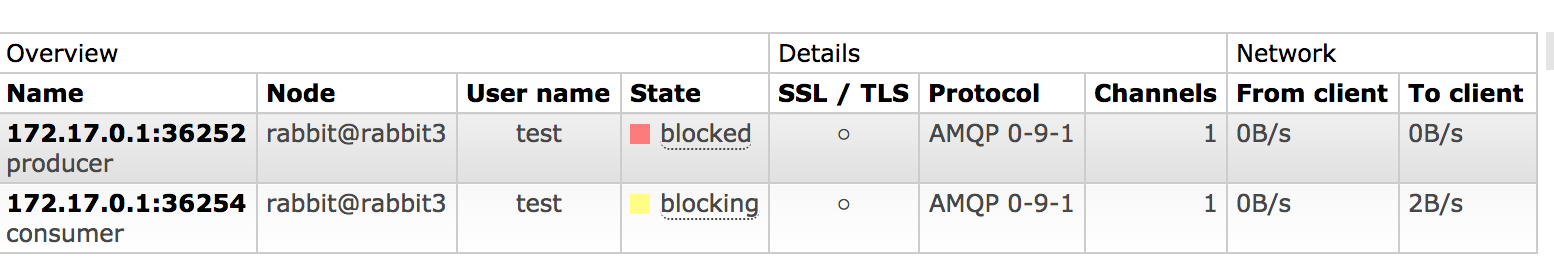 Overview Details Network
Name Node User name State SSL / TLS Protocol Channels From client To client
172.17.0.1:36252 rabbit@rabbit3 test blocked ○ AMQP 0-9-1 1 0B/s 0B/s
producer
172.17.0.1:36254 rabbit@rabbit3 test blocking ○ AMQP 0-9-1 1 0B/s 2B/s
consumer